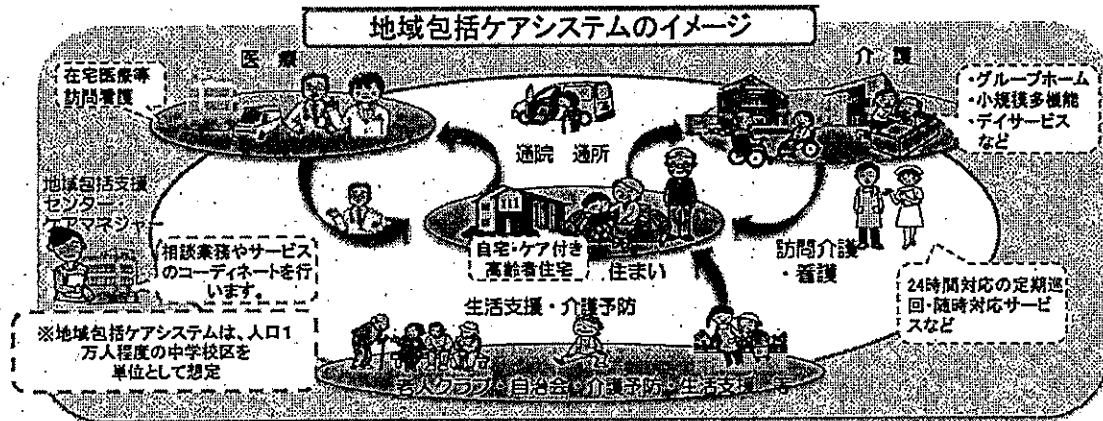 地域包括ケアシステムのイメージ
医 療
介 護
在宅医療等
訪問看護
・グループホーム
・小規模多機能
・デイサービス
など
通院 通所
地域包括支援
センター・
ケアマネジャー
相談業務やサービス
のコーディネートを行
います。
自宅・ケア付き
高齢者住宅
住まい
訪問介護
・看護
24時間対応の定期巡
回・随時対応サービ
スなど
生活支援・介護予防
※地域包括ケアシステムは、人口1
万人程度の中学校区を
単位として想定
老人クラブ・自治会・介護予防・生活支援 等